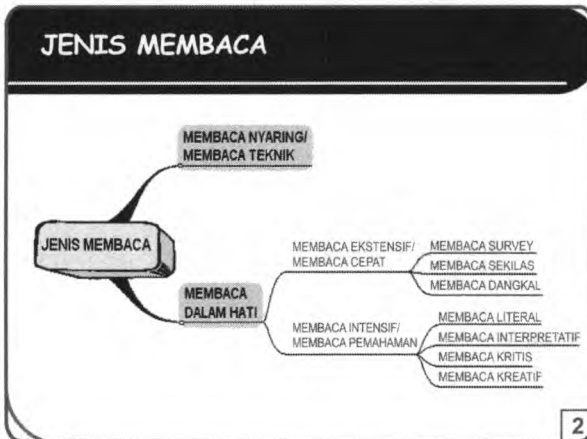 JENIS MEMBACA
MEMBACA NYARING/
MEMBACA TEKNIK
JENIS MEMBACA
MEMBACA
DALAM HATI
MEMBACA EKSTENSIF/
MEMBACA CEPAT
MEMBACA SURVEY
MEMBACA SEKILAS
MEMBACA DANGKAL
MEMBACA INTENSIF/
MEMBACA PEMAHAMAN
MEMBACA LITERAL
MEMBACA INTERPRETATIF
MEMBACA KRITIS
MEMBACA KREATIF
2